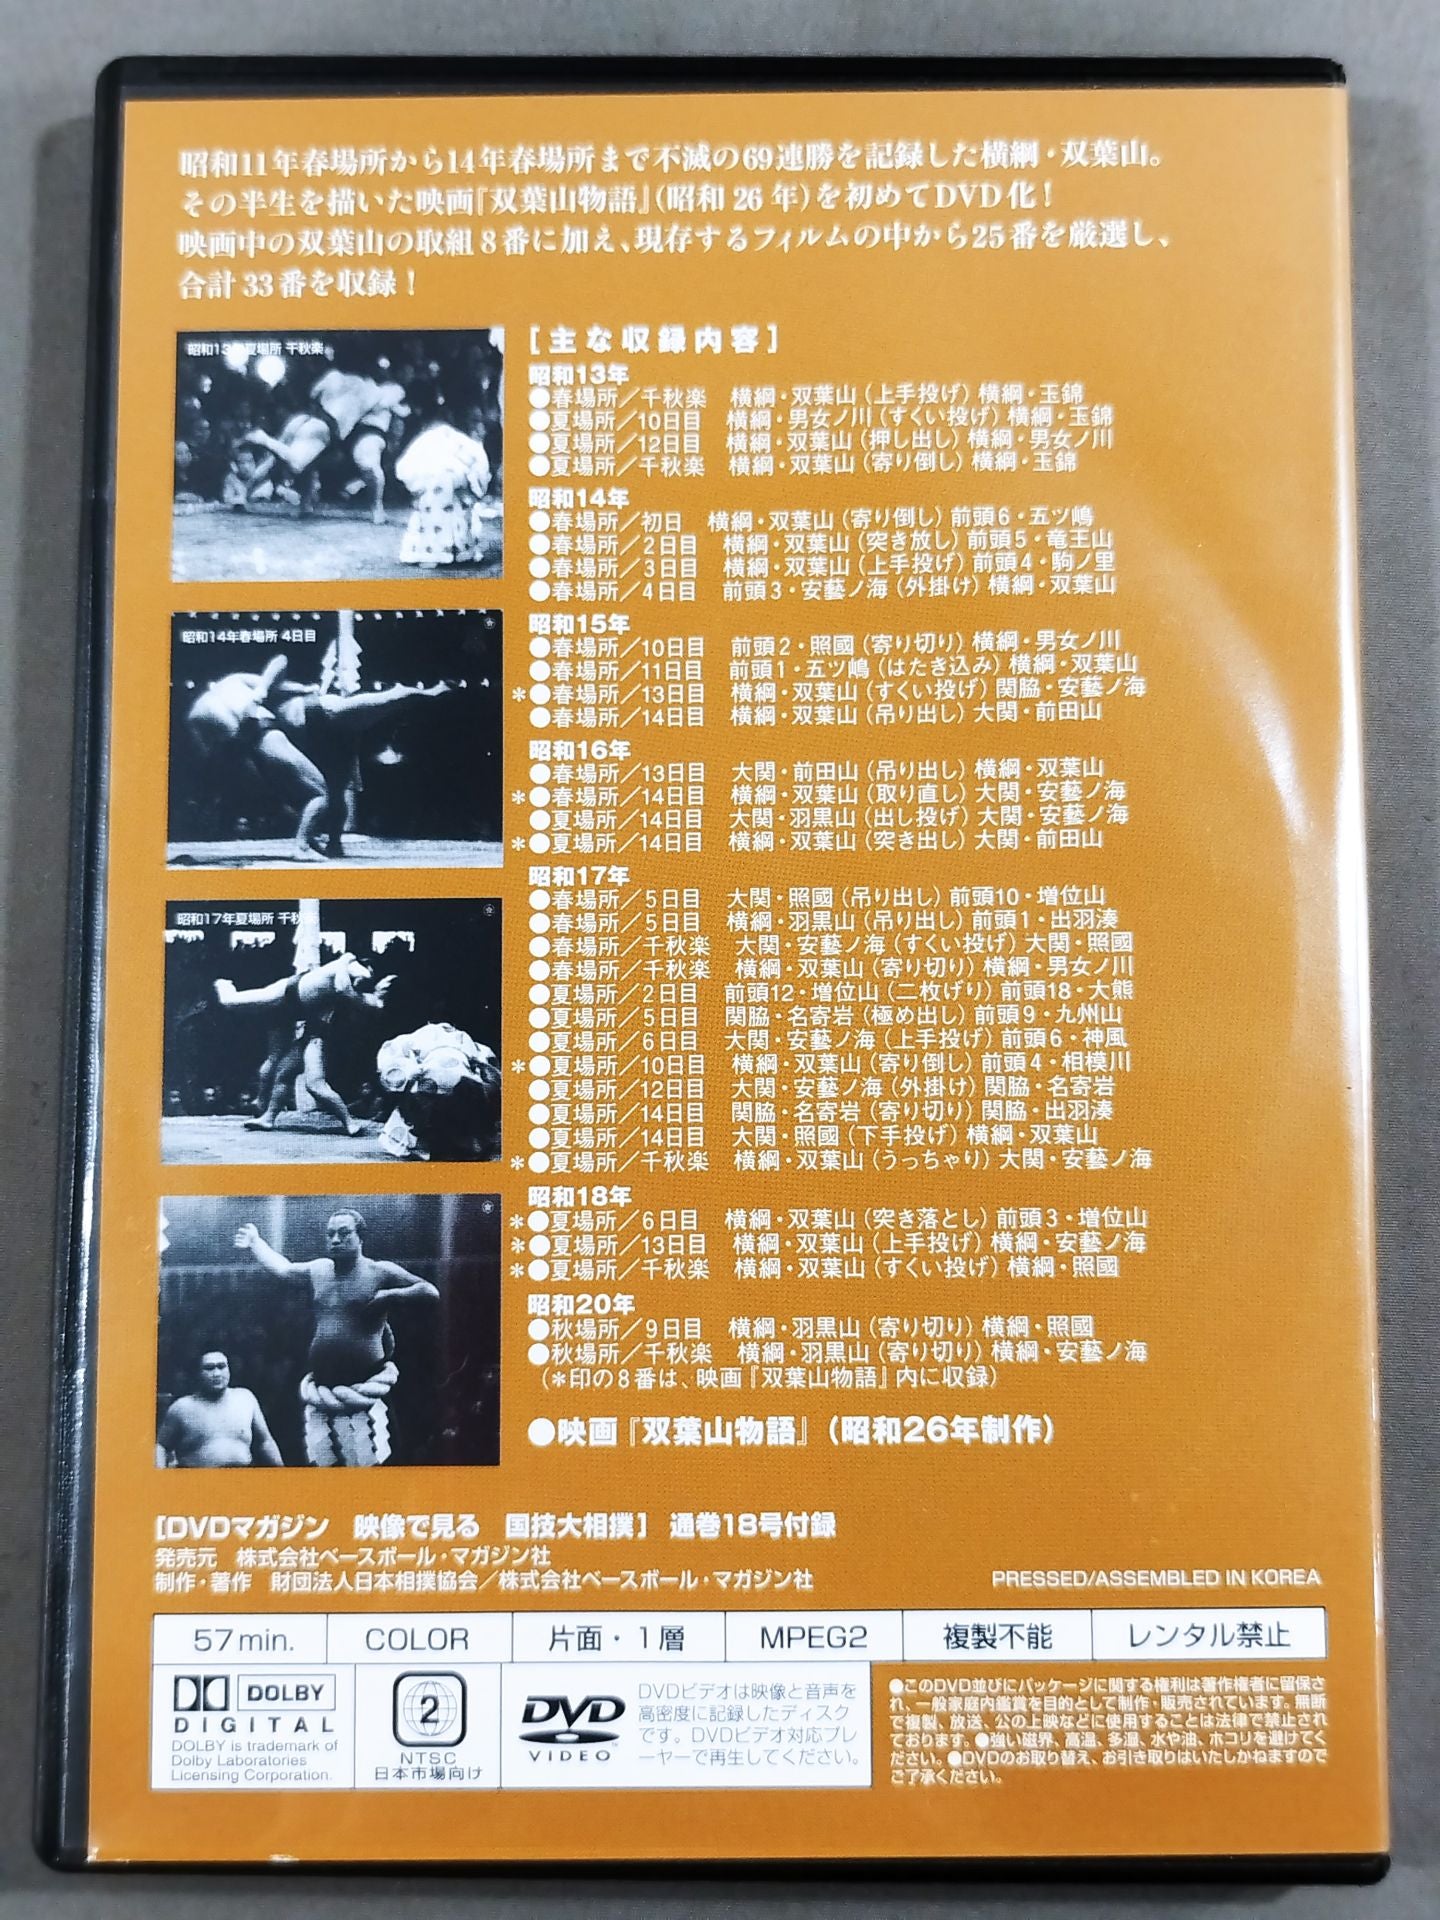 昭和11年春場所から14年春場所まで不滅の69連勝を記録した横綱・双葉山。
その半生を描いた映画『双葉山物語』(昭和26年)を初めてDVD化!
映画中の双葉山の取組8番に加え、現存するフィルムの中から25番を厳選し、
合計33番を収録!
昭和13年夏場所 千秋楽
昭和14年春場所 4日目
昭和17年夏場所 千秋楽
[主な収録内容]
昭和13年
●春場所/千秋楽 横綱・双葉山(上手投げ)横綱・玉錦
●夏場所/10日目 横綱・男女ノ川(すくい投げ)横綱・玉錦
●夏場所/12日目 横綱・双葉山(押し出し)横綱・男女ノ川
●夏場所/千秋楽 横綱・双葉山(寄り倒し)横綱・玉錦
昭和14年
●春場所/初日 横綱・双葉山(寄り倒し)前頭6・五ツ嶋
●春場所/2日目 横綱・双葉山(突き放し)前頭5・竜王山
●春場所/3日目 横綱・双葉山(上手投げ)前頭4・駒ノ里
●春場所/4日目 前頭3・安藝ノ海(外掛け)横綱・双葉山
昭和15年
●春場所/10日目 前頭2・照國(寄り切り)横綱・男女ノ川
●春場所/11日目 前頭1・五ツ嶋(はたき込み)横綱・双葉山
*●春場所/13日目 横綱・双葉山(すくい投げ)関脇・安藝ノ海
●春場所/14日目 横綱・双葉山(吊り出し)大関・前田山
昭和16年
●春場所/13日目 大関・前田山(吊り出し)横綱・双葉山
*●春場所/14日目 横綱・双葉山(取り直し)大関・安藝ノ海
●夏場所/14日目 大関・羽黒山(出し投げ)大関・安藝ノ海
*●夏場所/14日目 横綱・双葉山(突き出し)大関・前田山
昭和17年
●春場所/5日目 大関・照國(吊り出し)前頭10・増位山
●春場所/5日目 横綱・羽黒山(吊り出し)前頭1・出羽湊
●春場所/千秋楽 大関・安藝ノ海(すくい投げ)大関・照國
●春場所/千秋楽 横綱・双葉山(寄り切り)横綱・男女ノ川
●夏場所/2日目 前頭12・増位山(二枚げり)前頭18・大熊
●夏場所/5日目 関脇・名寄岩(極め出し)前頭9・九州山
●夏場所/6日目 大関・安藝ノ海(上手投げ)前頭6・神風
*●夏場所/10日目 横綱・双葉山(寄り倒し)前頭4・相模川
●夏場所/12日目 大関・安藝ノ海(外掛け)関脇・名寄岩
●夏場所/14日目 関脇・名寄岩(寄り切り)関脇・出羽湊
●夏場所/14日目 大関・照國(下手投げ)横綱・双葉山
*●夏場所/千秋楽 横綱・双葉山(うっちゃり)大関・安藝ノ海
昭和18年
*●夏場所/6日目 横綱・双葉山(突き落とし)前頭3・増位山
*●夏場所/13日目 横綱・双葉山(上手投げ)横綱・安藝ノ海
*●夏場所/千秋楽 横綱・双葉山(すくい投げ)横綱・照國
昭和20年
●秋場所/9日目 横綱・羽黒山(寄り切り)横綱・照國
●秋場所/千秋楽 横綱・羽黒山(寄り切り)横綱・安藝ノ海
(*印の8番は、映画『双葉山物語』内に収録)
●映画『双葉山物語』(昭和26年制作)
[DVDマガジン 映像で見る 国技大相撲] 通巻18号付録
発売元 株式会社ベースボール・マガジン社
制作・著作 財団法人日本相撲協会/株式会社ベースボール・マガジン社
PRESSED/ASSEMBLED IN KOREA
57min. COLOR 片面・1層 MPEG2 複製不能 レンタル禁止
DOLBY
DIGITAL
DOLBY is trademark of
Dolby Laboratories
Licensing Corporation.
2
NTSC
日本市場向け
DVD
VIDEO
DVDビデオは映像と音声を
高密度に記録したディスク
です。DVDビデオ対応プレ
ーヤーで再生してください。
●このDVD並びにパッケージに関する権利は著作権者に留保さ
れ、一般家庭内鑑賞を目的として制作・販売されています。無断
で複製、放送、公の上映などに使用することは法律で禁止され
ております。●強い磁界、高温、多湿、水や油、ホコリを避けてく
ださい。●DVDのお取り替え、お引き取りはいたしかねますので
ご了承ください。